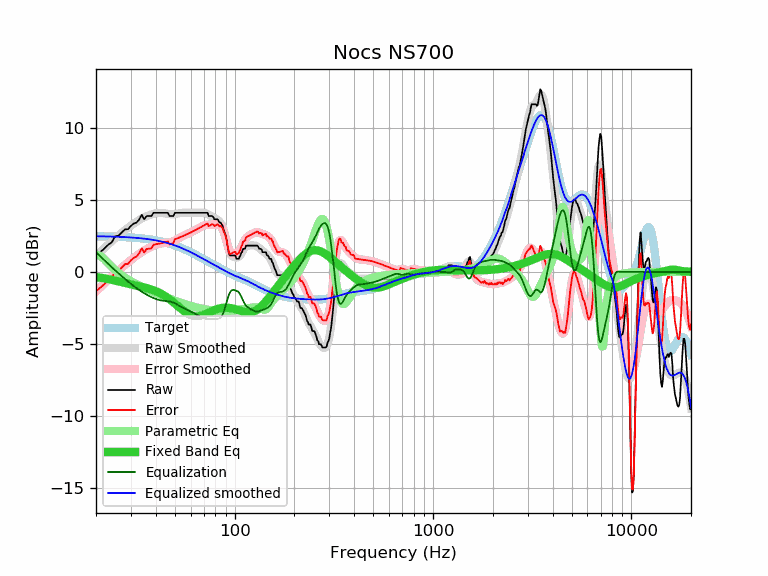 Nocs NS700
Amplitude (dBr)
10
5
0
−5
−10
−15
Target
Raw Smoothed
Error Smoothed
Raw
Error
Parametric Eq
Fixed Band Eq
Equalization
Equalized smoothed
100
1000
10000
Frequency (Hz)